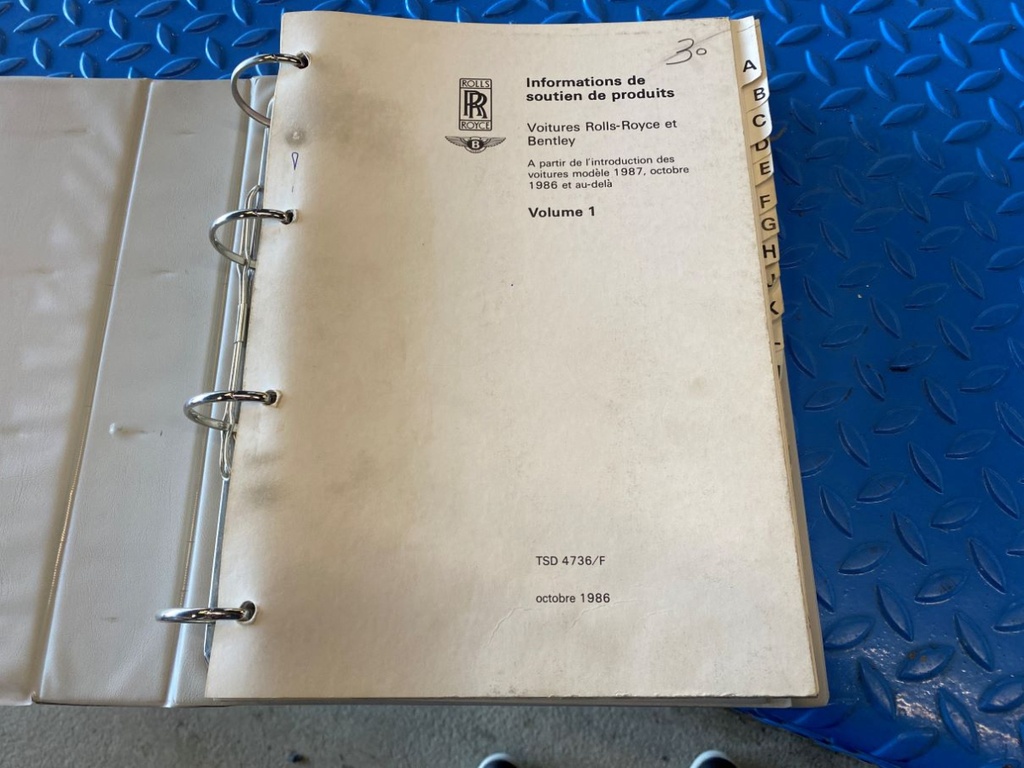 30
ROLLS
RR
ROYCE
B
Informations de
soutien de produits
Voitures Rolls-Royce et
Bentley
A partir de l'introduction des
voitures modèle 1987, octobre
1986 et au-delà
Volume 1
TSD 4736/F
octobre 1986
A
B
C
D
E
F
G
H
J
K